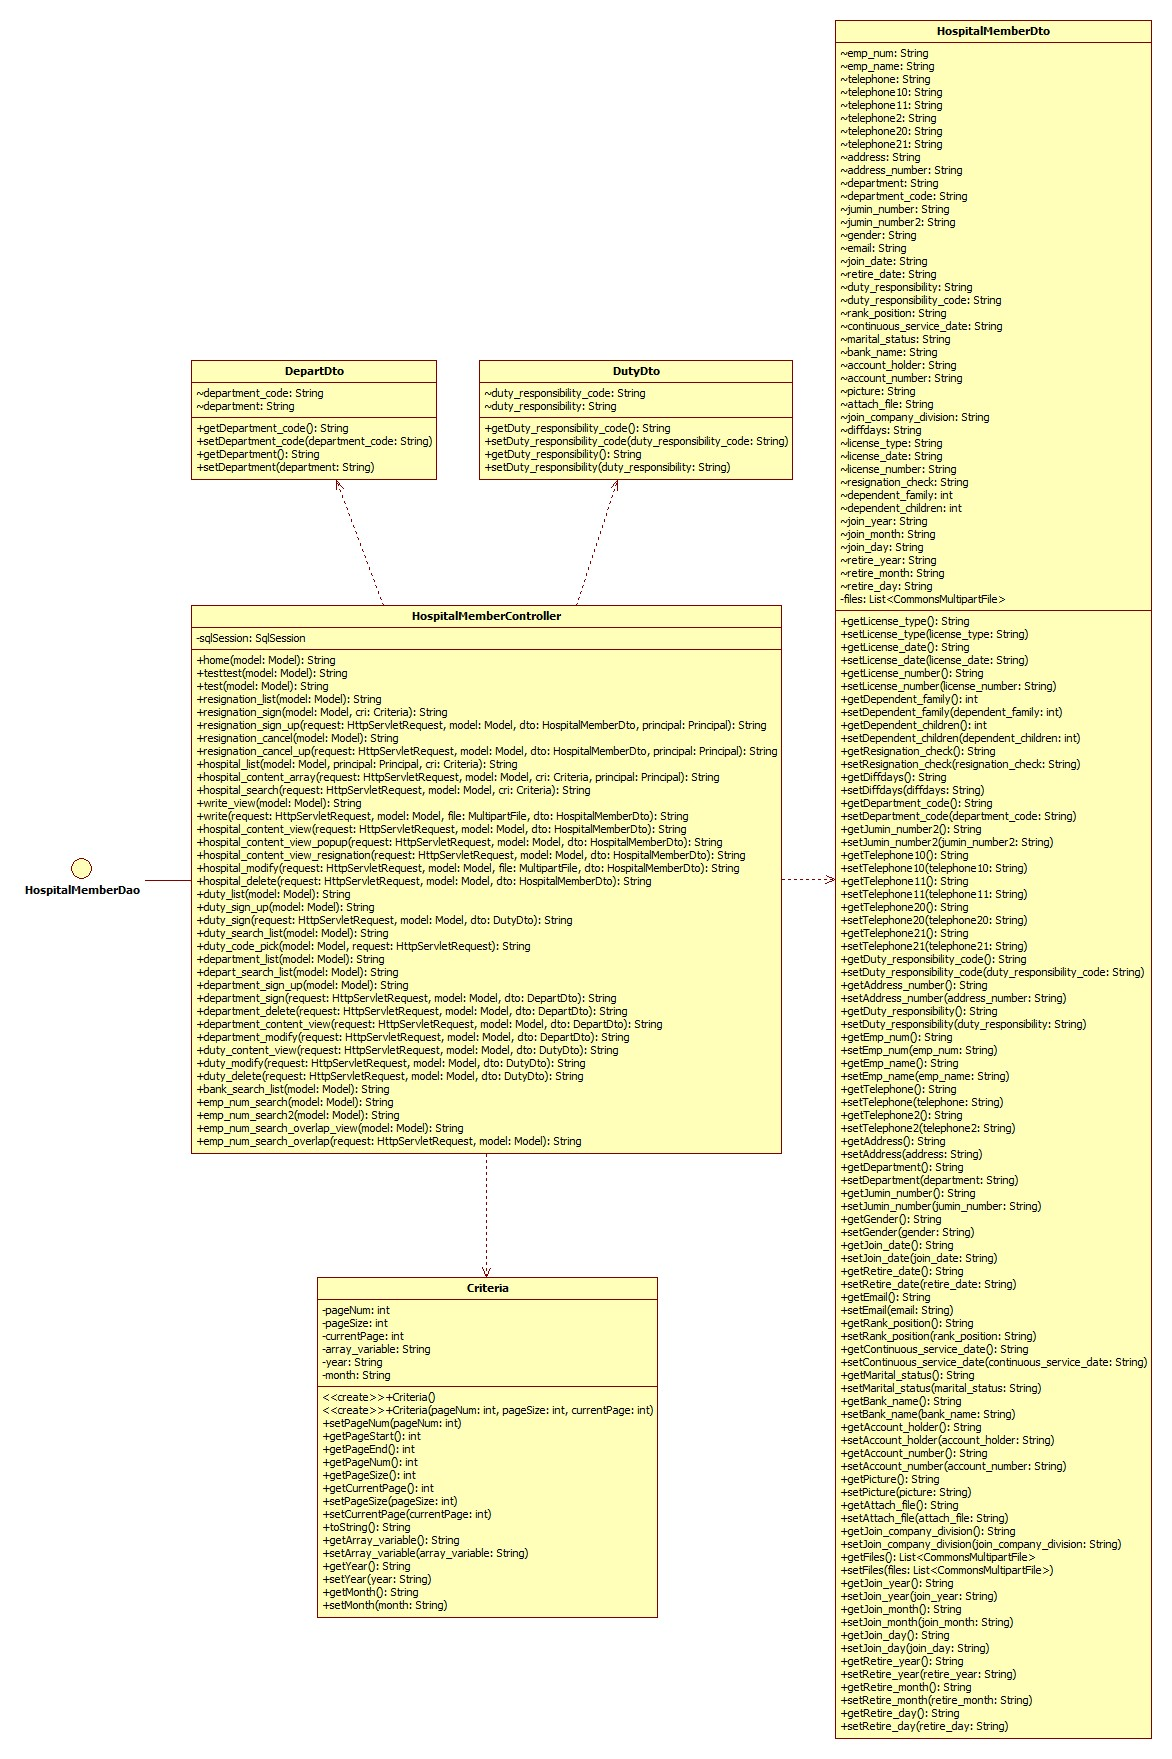 HospitalMemberDto
~emp_num: String
~emp_name: String
~telephone: String
~telephone10: String
~telephone11: String
~telephone2: String
~telephone20: String
~telephone21: String
~address: String
~address_number: String
~department: String
~department_code: String
~jumin_number: String
~jumin_number2: String
~gender: String
~email: String
~join_date: String
~retire_date: String
~duty_responsibility: String
~duty_responsibility_code: String
~rank_position: String
~continuous_service_date: String
~marital_status: String
~bank_name: String
~account_holder: String
~account_number: String
~picture: String
~attach_file: String
~join_company_division: String
~diffdays: String
~license_type: String
~license_date: String
~license_number: String
~resignation_check: String
~dependent_family: int
~dependent_children: int
~join_year: String
~join_month: String
~join_day: String
~retire_year: String
~retire_month: String
~retire_day: String
-files: List<CommonsMultipartFile>
+getLicense_type(): String
+setLicense_type(license_type: String)
+getLicense_date(): String
+setLicense_date(license_date: String)
+getLicense_number(): String
+setLicense_number(license_number: String)
+getDependent_family(): int
+setDependent_family(dependent_family: int)
+getDependent_children(): int
+setDependent_children(dependent_children: int)
+getResignation_check(): String
+setResignation_check(resignation_check: String)
+getDiffdays(): String
+setDiffdays(diffdays: String)
+getDepartment_code(): String
+setDepartment_code(department_code: String)
+getJumin_number2(): String
+setJumin_number2(jumin_number2: String)
+getTelephone10(): String
+setTelephone10(telephone10: String)
+getTelephone11(): String
+setTelephone11(telephone11: String)
+getTelephone20(): String
+setTelephone20(telephone20: String)
+getTelephone21(): String
+setTelephone21(telephone21: String)
+getDuty_responsibility_code(): String
+setDuty_responsibility_code(duty_responsibility_code: String)
+getAddress_number(): String
+setAddress_number(address_number: String)
+getDuty_responsibility(): String
+setDuty_responsibility(duty_responsibility: String)
+getEmp_num(): String
+setEmp_num(emp_num: String)
+getEmp_name(): String
+setEmp_name(emp_name: String)
+getTelephone(): String
+setTelephone(telephone: String)
+getTelephone2(): String
+setTelephone2(telephone2: String)
+getAddress(): String
+setAddress(address: String)
+getDepartment(): String
+setDepartment(department: String)
+getJumin_number(): String
+setJumin_number(jumin_number: String)
+getGender(): String
+setGender(gender: String)
+getJoin_date(): String
+setJoin_date(join_date: String)
+getRetire_date(): String
+setRetire_date(retire_date: String)
+getEmail(): String
+setEmail(email: String)
+getRank_position(): String
+setRank_position(rank_position: String)
+getContinuous_service_date(): String
+setContinuous_service_date(continuous_service_date: String)
+getMarital_status(): String
+setMarital_status(marital_status: String)
+getBank_name(): String
+setBank_name(bank_name: String)
+getAccount_holder(): String
+setAccount_holder(account_holder: String)
+getAccount_number(): String
+setAccount_number(account_number: String)
+getPicture(): String
+setPicture(picture: String)
+getAttach_file(): String
+setAttach_file(attach_file: String)
+getJoin_company_division(): String
+setJoin_company_division(join_company_division: String)
+getFiles(): List<CommonsMultipartFile>
+setFiles(files: List<CommonsMultipartFile>)
+getJoin_year(): String
+setJoin_year(join_year: String)
+getJoin_month(): String
+setJoin_month(join_month: String)
+getJoin_day(): String
+setJoin_day(join_day: String)
+getRetire_year(): String
+setRetire_year(retire_year: String)
+getRetire_month(): String
+setRetire_month(retire_month: String)
+getRetire_day(): String
+setRetire_day(retire_day: String)
DepartDto
~department_code: String
~department: String
+getDepartment_code(): String
+setDepartment_code(department_code: String)
+getDepartment(): String
+setDepartment(department: String)
DutyDto
~duty_responsibility_code: String
~duty_responsibility: String
+getDuty_responsibility_code(): String
+setDuty_responsibility_code(duty_responsibility_code: String)
+getDuty_responsibility(): String
+setDuty_responsibility(duty_responsibility: String)
HospitalMemberController
-sqlSession: SqlSession
+home(model: Model): String
+testtest(model: Model): String
+test(model: Model): String
+resignation_list(model: Model): String
+resignation_sign(model: Model, cri: Criteria): String
+resignation_sign_up(request: HttpServletRequest, model: Model, dto: HospitalMemberDto, principal: Principal): String
+resignation_cancel(model: Model): String
+resignation_cancel_up(request: HttpServletRequest, model: Model, dto: HospitalMemberDto, principal: Principal): String
+hospital_list(model: Model, principal: Principal, cri: Criteria): String
+hospital_content_array(request: HttpServletRequest, model: Model, cri: Criteria, principal: Principal): String
+hospital_search(request: HttpServletRequest, model: Model, cri: Criteria): String
+write_view(model: Model): String
+write(request: HttpServletRequest, model: Model, file: MultipartFile, dto: HospitalMemberDto): String
+hospital_content_view(request: HttpServletRequest, model: Model, dto: HospitalMemberDto): String
+hospital_content_view_popup(request: HttpServletRequest, model: Model, dto: HospitalMemberDto): String
+hospital_content_view_resignation(request: HttpServletRequest, model: Model, dto: HospitalMemberDto): String
+hospital_modify(request: HttpServletRequest, model: Model, file: MultipartFile, dto: HospitalMemberDto): String
+hospital_delete(request: HttpServletRequest, model: Model, dto: HospitalMemberDto): String
+duty_list(model: Model): String
+duty_sign_up(model: Model): String
+duty_sign(request: HttpServletRequest, model: Model, dto: DutyDto): String
+duty_search_list(model: Model): String
+duty_code_pick(model: Model, request: HttpServletRequest): String
+department_list(model: Model): String
+depart_search_list(model: Model): String
+department_sign_up(model: Model): String
+department_sign(request: HttpServletRequest, model: Model, dto: DepartDto): String
+department_delete(request: HttpServletRequest, model: Model, dto: DepartDto): String
+department_content_view(request: HttpServletRequest, model: Model, dto: DepartDto): String
+department_modify(request: HttpServletRequest, model: Model, dto: DepartDto): String
+duty_content_view(request: HttpServletRequest, model: Model, dto: DutyDto): String
+duty_modify(request: HttpServletRequest, model: Model, dto: DutyDto): String
+duty_delete(request: HttpServletRequest, model: Model, dto: DutyDto): String
+bank_search_list(model: Model): String
+emp_num_search(model: Model): String
+emp_num_search2(model: Model): String
+emp_num_search_overlap_view(model: Model): String
+emp_num_search_overlap(request: HttpServletRequest, model: Model): String
HospitalMemberDao
Criteria
-pageNum: int
-pageSize: int
-currentPage: int
-array_variable: String
-year: String
-month: String
<<create>>+Criteria()
<<create>>+Criteria(pageNum: int, pageSize: int, currentPage: int)
+setPageNum(pageNum: int)
+getPageStart(): int
+getPageEnd(): int
+getPageNum(): int
+getPageSize(): int
+getCurrentPage(): int
+setPageSize(pageSize: int)
+setCurrentPage(currentPage: int)
+toString(): String
+getArray_variable(): String
+setArray_variable(array_variable: String)
+getYear(): String
+setYear(year: String)
+getMonth(): String
+setMonth(month: String)